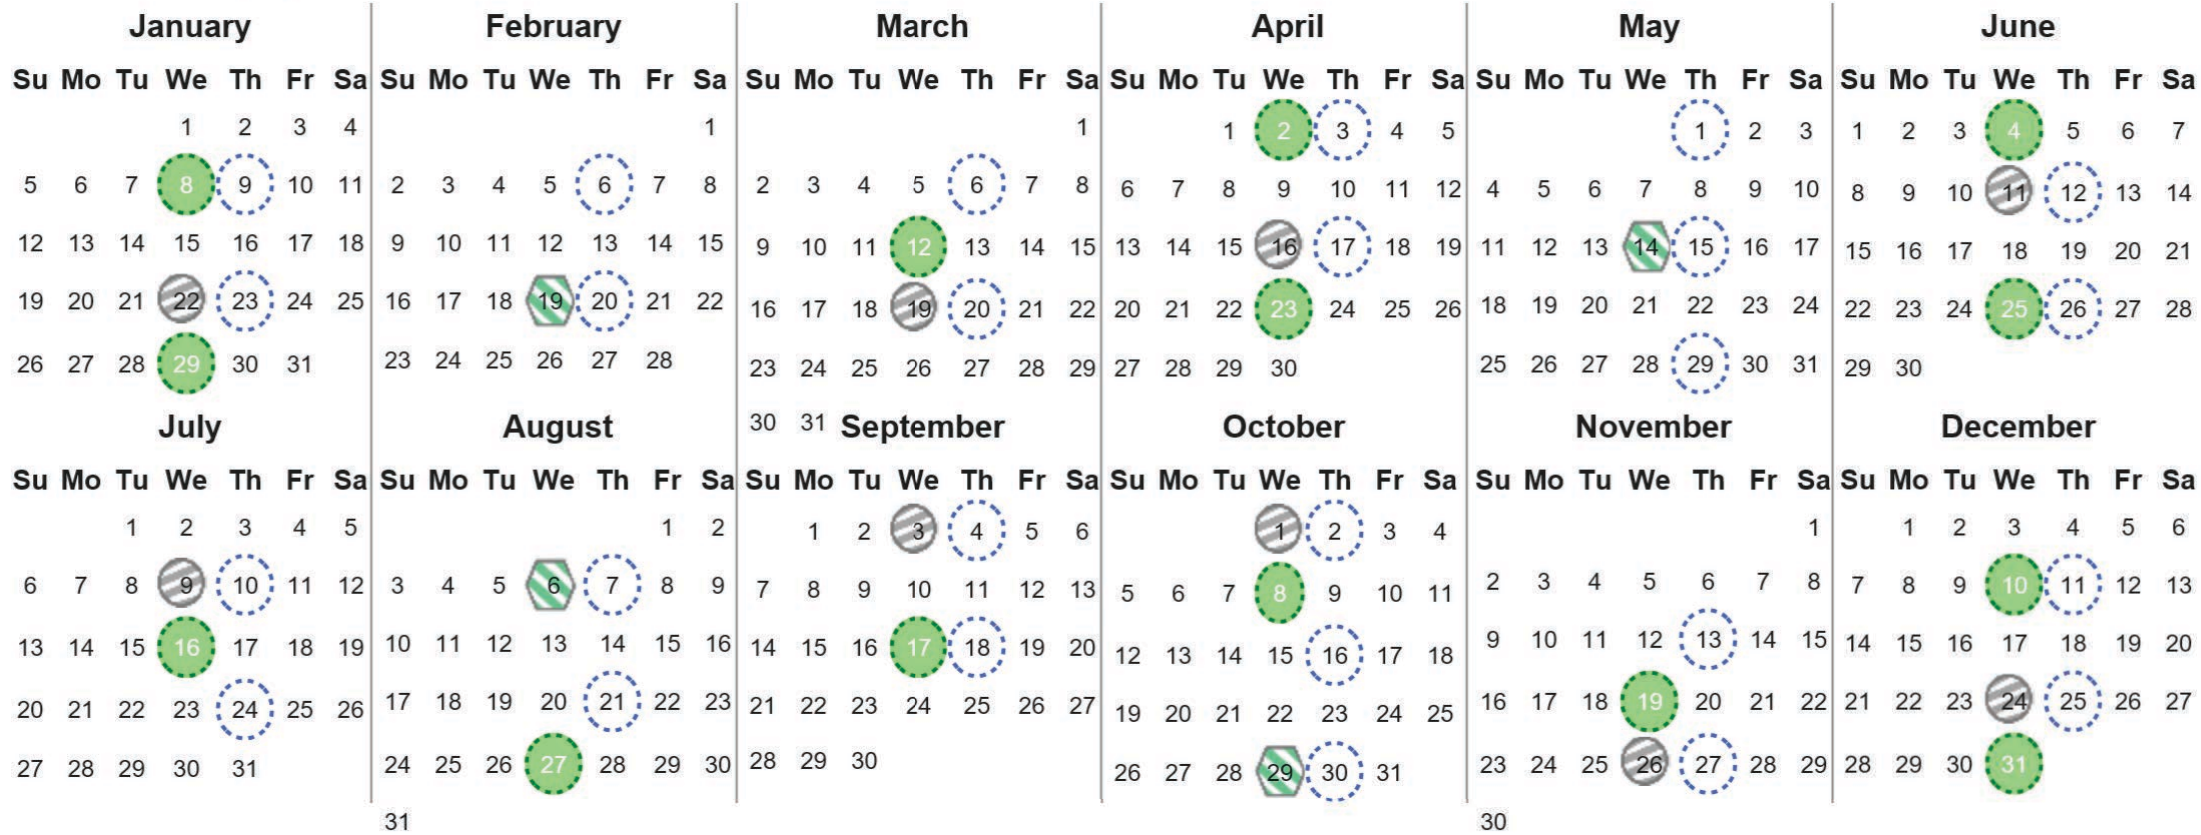 January
Su Mo Tu We Th Fr Sa
1 2 3 4
5 6 7 8 9 10 11
12 13 14 15 16 17 18
19 20 21 22 23 24 25
26 27 28 29 30 31
February
Su Mo Tu We Th Fr Sa
1
2 3 4 5 6 7 8
9 10 11 12 13 14 15
16 17 18 19 20 21 22
23 24 25 26 27 28
March
Su Mo Tu We Th Fr Sa
1
2 3 4 5 6 7 8
9 10 11 12 13 14 15
16 17 18 19 20 21 22
23 24 25 26 27 28 29
30 31
April
Su Mo Tu We Th Fr Sa
1 2 3 4 5
6 7 8 9 10 11 12
13 14 15 16 17 18 19
20 21 22 23 24 25 26
27 28 29 30
May
Su Mo Tu We Th Fr Sa
1 2 3
4 5 6 7 8 9 10
11 12 13 14 15 16 17
18 19 20 21 22 23 24
25 26 27 28 29 30 31
June
Su Mo Tu We Th Fr Sa
1 2 3 4 5 6 7
8 9 10 11 12 13 14
15 16 17 18 19 20 21
22 23 24 25 26 27 28
29 30
July
Su Mo Tu We Th Fr Sa
1 2 3 4 5
6 7 8 9 10 11 12
13 14 15 16 17 18 19
20 21 22 23 24 25 26
27 28 29 30 31
August
Su Mo Tu We Th Fr Sa
1 2
3 4 5 6 7 8 9
10 11 12 13 14 15 16
17 18 19 20 21 22 23
24 25 26 27 28 29 30
31
September
Su Mo Tu We Th Fr Sa
1 2 3 4 5 6
7 8 9 10 11 12 13
14 15 16 17 18 19 20
21 22 23 24 25 26 27
28 29 30
October
Su Mo Tu We Th Fr Sa
1 2 3 4
5 6 7 8 9 10 11
12 13 14 15 16 17 18
19 20 21 22 23 24 25
26 27 28 29 30 31
November
Su Mo Tu We Th Fr Sa
1
2 3 4 5 6 7 8
9 10 11 12 13 14 15
16 17 18 19 20 21 22
23 24 25 26 27 28 29
30
December
Su Mo Tu We Th Fr Sa
1 2 3 4 5 6
7 8 9 10 11 12 13
14 15 16 17 18 19 20
21 22 23 24 25 26 27
28 29 30 31